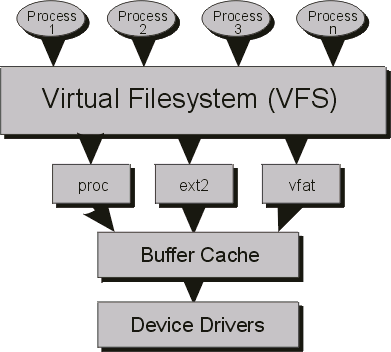 Process
1
Process
2
Process
3
Process
n
Virtual Filesystem (VFS)
proc
ext2
vfat
Buffer Cache
Device Drivers